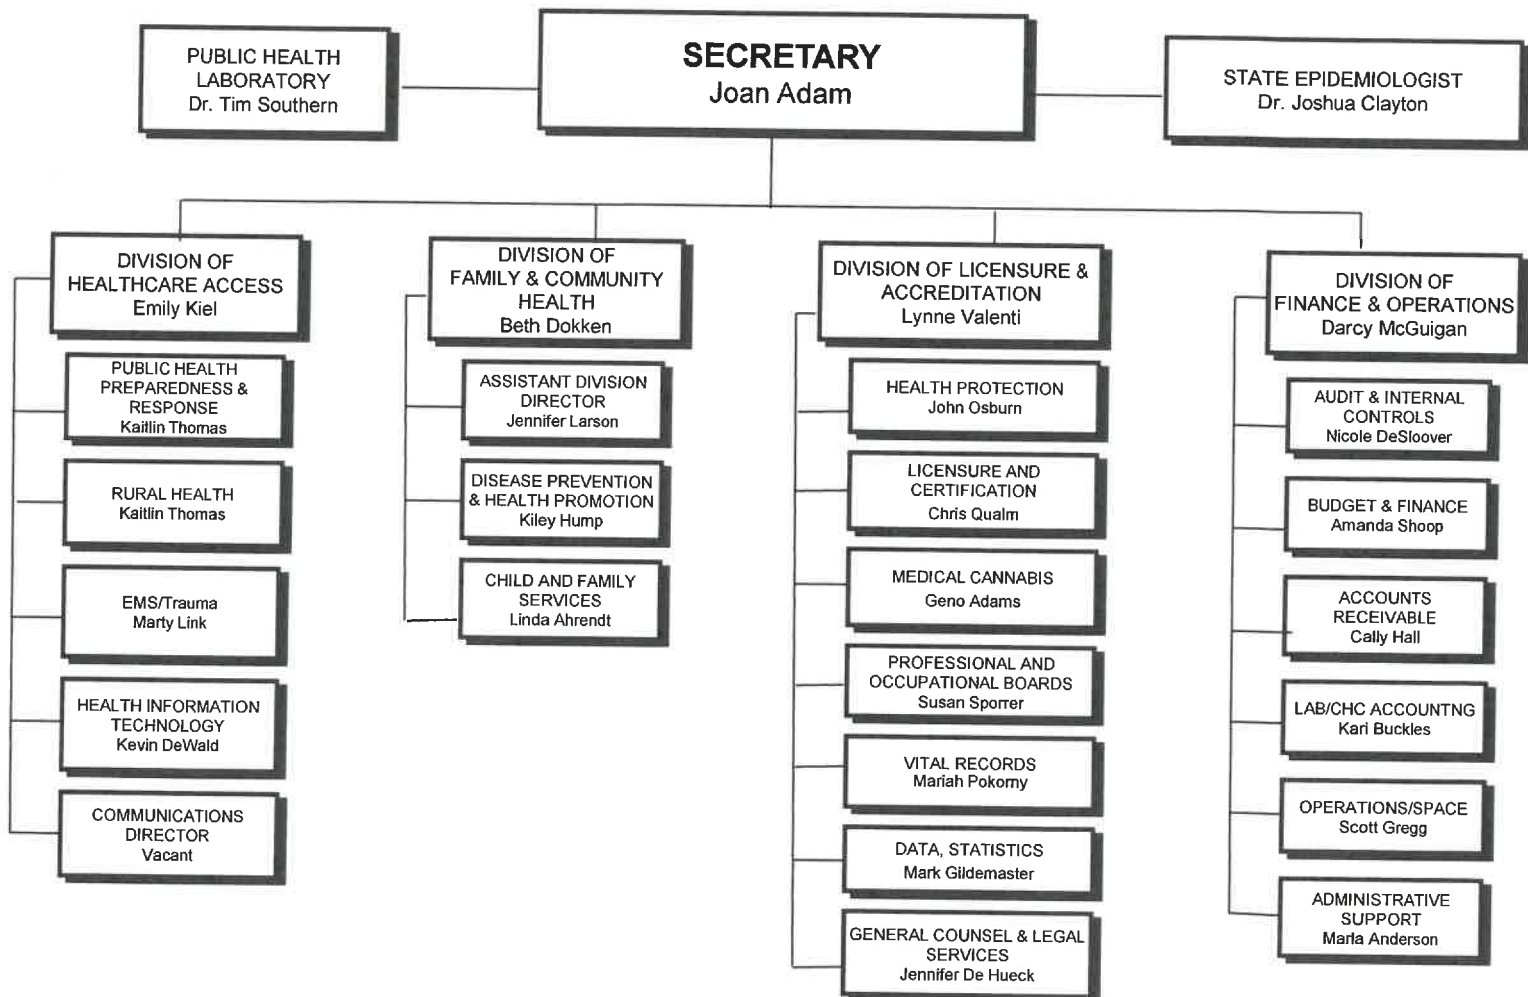 PUBLIC HEALTH
LABORATORY
Dr. Tim Southern
SECRETARY
Joan Adam
STATE EPIDEMIOLOGIST
Dr. Joshua Clayton
DIVISION OF
HEALTHCARE ACCESS
Emily Kiel
PUBLIC HEALTH
PREPAREDNESS &
RESPONSE
Kaitlin Thomas
RURAL HEALTH
Kaitlin Thomas
EMS/Trauma
Marty Link
HEALTH INFORMATION
TECHNOLOGY
Kevin DeWald
COMMUNICATIONS
DIRECTOR
Vacant
DIVISION OF
FAMILY & COMMUNITY
HEALTH
Beth Dokken
ASSISTANT DIVISION
DIRECTOR
Jennifer Larson
DISEASE PREVENTION
& HEALTH PROMOTION
Kiley Hump
CHILD AND FAMILY
SERVICES
Linda Ahrendt
DIVISION OF LICENSURE &
ACCREDITATION
Lynne Valenti
HEALTH PROTECTION
John Osburn
LICENSURE AND
CERTIFICATION
Chris Qualm
MEDICAL CANNABIS
Geno Adams
PROFESSIONAL AND
OCCUPATIONAL BOARDS
Susan Sporrer
VITAL RECORDS
Mariah Pokorny
DATA, STATISTICS
Mark Gildemaster
GENERAL COUNSEL & LEGAL
SERVICES
Jennifer De Hueck
DIVISION OF
FINANCE & OPERATIONS
Darcy McGuigan
AUDIT & INTERNAL
CONTROLS
Nicole DeSloover
BUDGET & FINANCE
Amanda Shoop
ACCOUNTS
RECEIVABLE
Cally Hall
LAB/CHC ACCOUNTNG
Kari Buckles
OPERATIONS/SPACE
Scott Gregg
ADMINISTRATIVE
SUPPORT
Marla Anderson